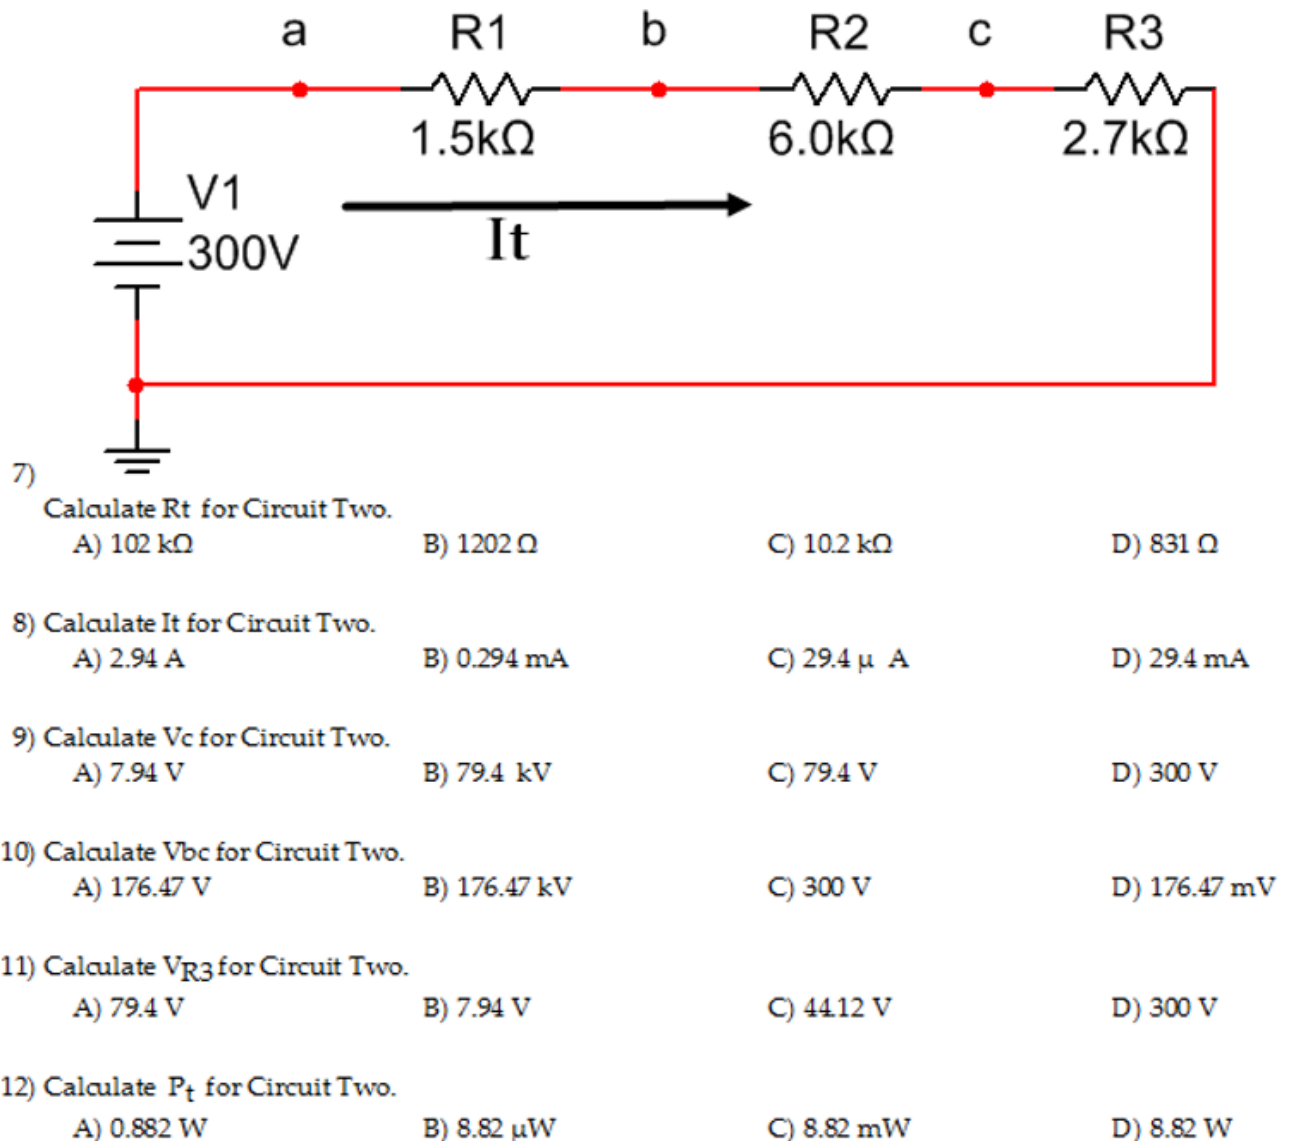 a R1 b R2 c R3
1.5kΩ 6.0kΩ 2.7kΩ
V1
300V
It
7)
Calculate Rt for Circuit Two.
A) 102 kΩ B) 1202 Ω C) 10.2 kΩ D) 831 Ω
8) Calculate It for Circuit Two.
A) 2.94 A B) 0.294 mA C) 29.4 μ A D) 29.4 mA
9) Calculate Vc for Circuit Two.
A) 7.94 V B) 79.4 kV C) 79.4 V D) 300 V
10) Calculate Vbc for Circuit Two.
A) 176.47 V B) 176.47 kV C) 300 V D) 176.47 mV
11) Calculate VR3 for Circuit Two.
A) 79.4 V B) 7.94 V C) 44.12 V D) 300 V
12) Calculate Pt for Circuit Two.
A) 0.882 W B) 8.82 μW C) 8.82 mW D) 8.82 W